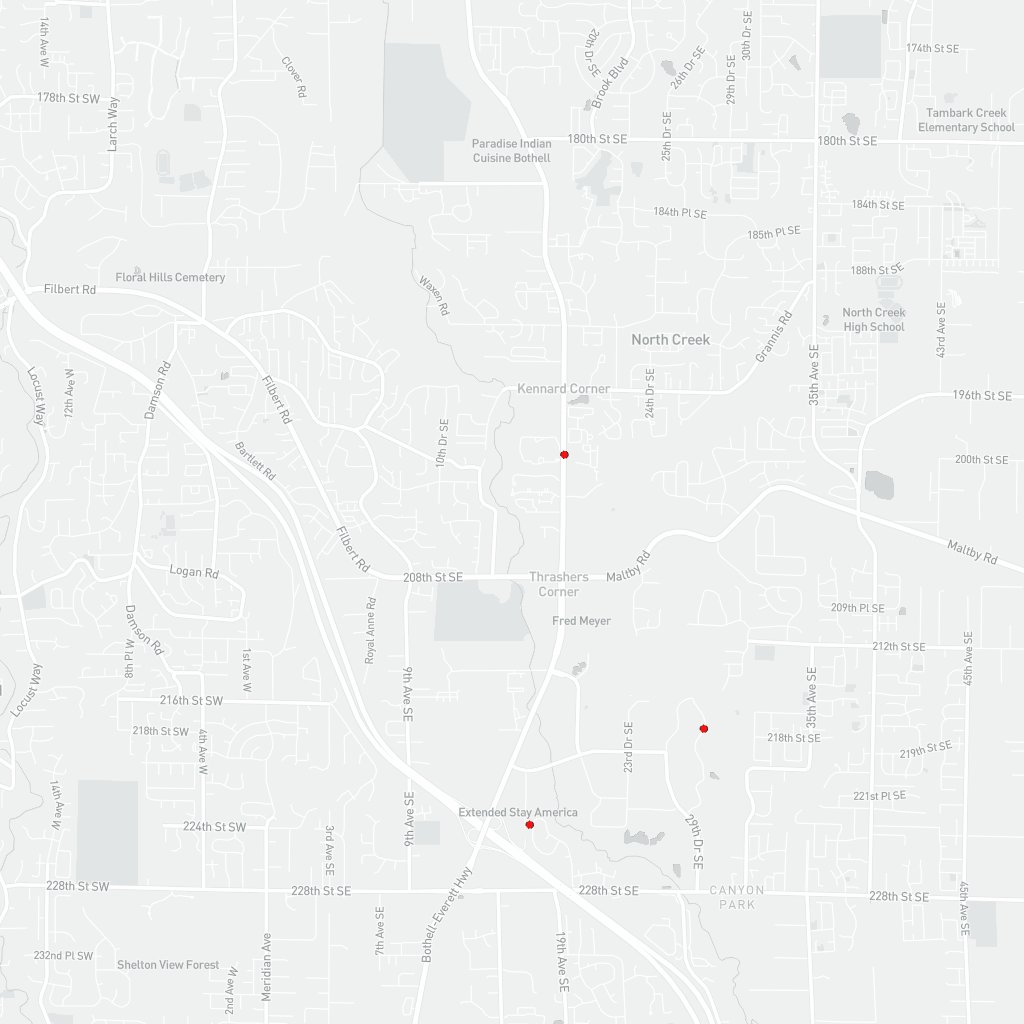 14th Ave W
20th Dr SE
Brook Blvd
26th Dr SE
30th Dr SE
29th Dr SE
174th St SE
Clover Rd
178th St SW
Larch Way
25th Dr SE
Tambark Creek
Elementary School
Paradise Indian
Cuisine Bothell
180th St SE
180th St SE
184th Pl SE
184th St SE
185th Pl SE
Floral Hills Cemetery
Filbert Rd
Waxen Rd
188th St SE
North Creek
High School
43rd Ave SE
North Creek
Grannis Rd
35th Ave SE
Locust Way
12th Ave W
Damson Rd
Filbert Rd
Kennard Corner
24th Dr SE
196th St SE
10th Dr SE
Bartlett Rd
200th St SE
Filbert Rd
Logan Rd
208th St SE
Thrashers
Corner
Maltby Rd
Maltby Rd
Damson Rd
Royal Anne Rd
Fred Meyer
209th Pl SE
212th St SE
8th Pl W
1st Ave W
Locust Way
9th Ave SE
35th Ave SE
45th Ave SE
216th St SW
218th St SW
4th Ave W
23rd Dr SE
218th St SE
219th St SE
14th Ave W
221st Pl SE
224th St SW
3rd Ave SE
9th Ave SE
Extended Stay America
29th Dr SE
228th St SW
228th St SE
228th St SE
CANYON
PARK
228th St SE
45th Ave SE
7th Ave SE
Bothell-Everett Hwy
19th Ave SE
232nd Pl SW
Shelton View Forest
2nd Ave W
Meridian Ave